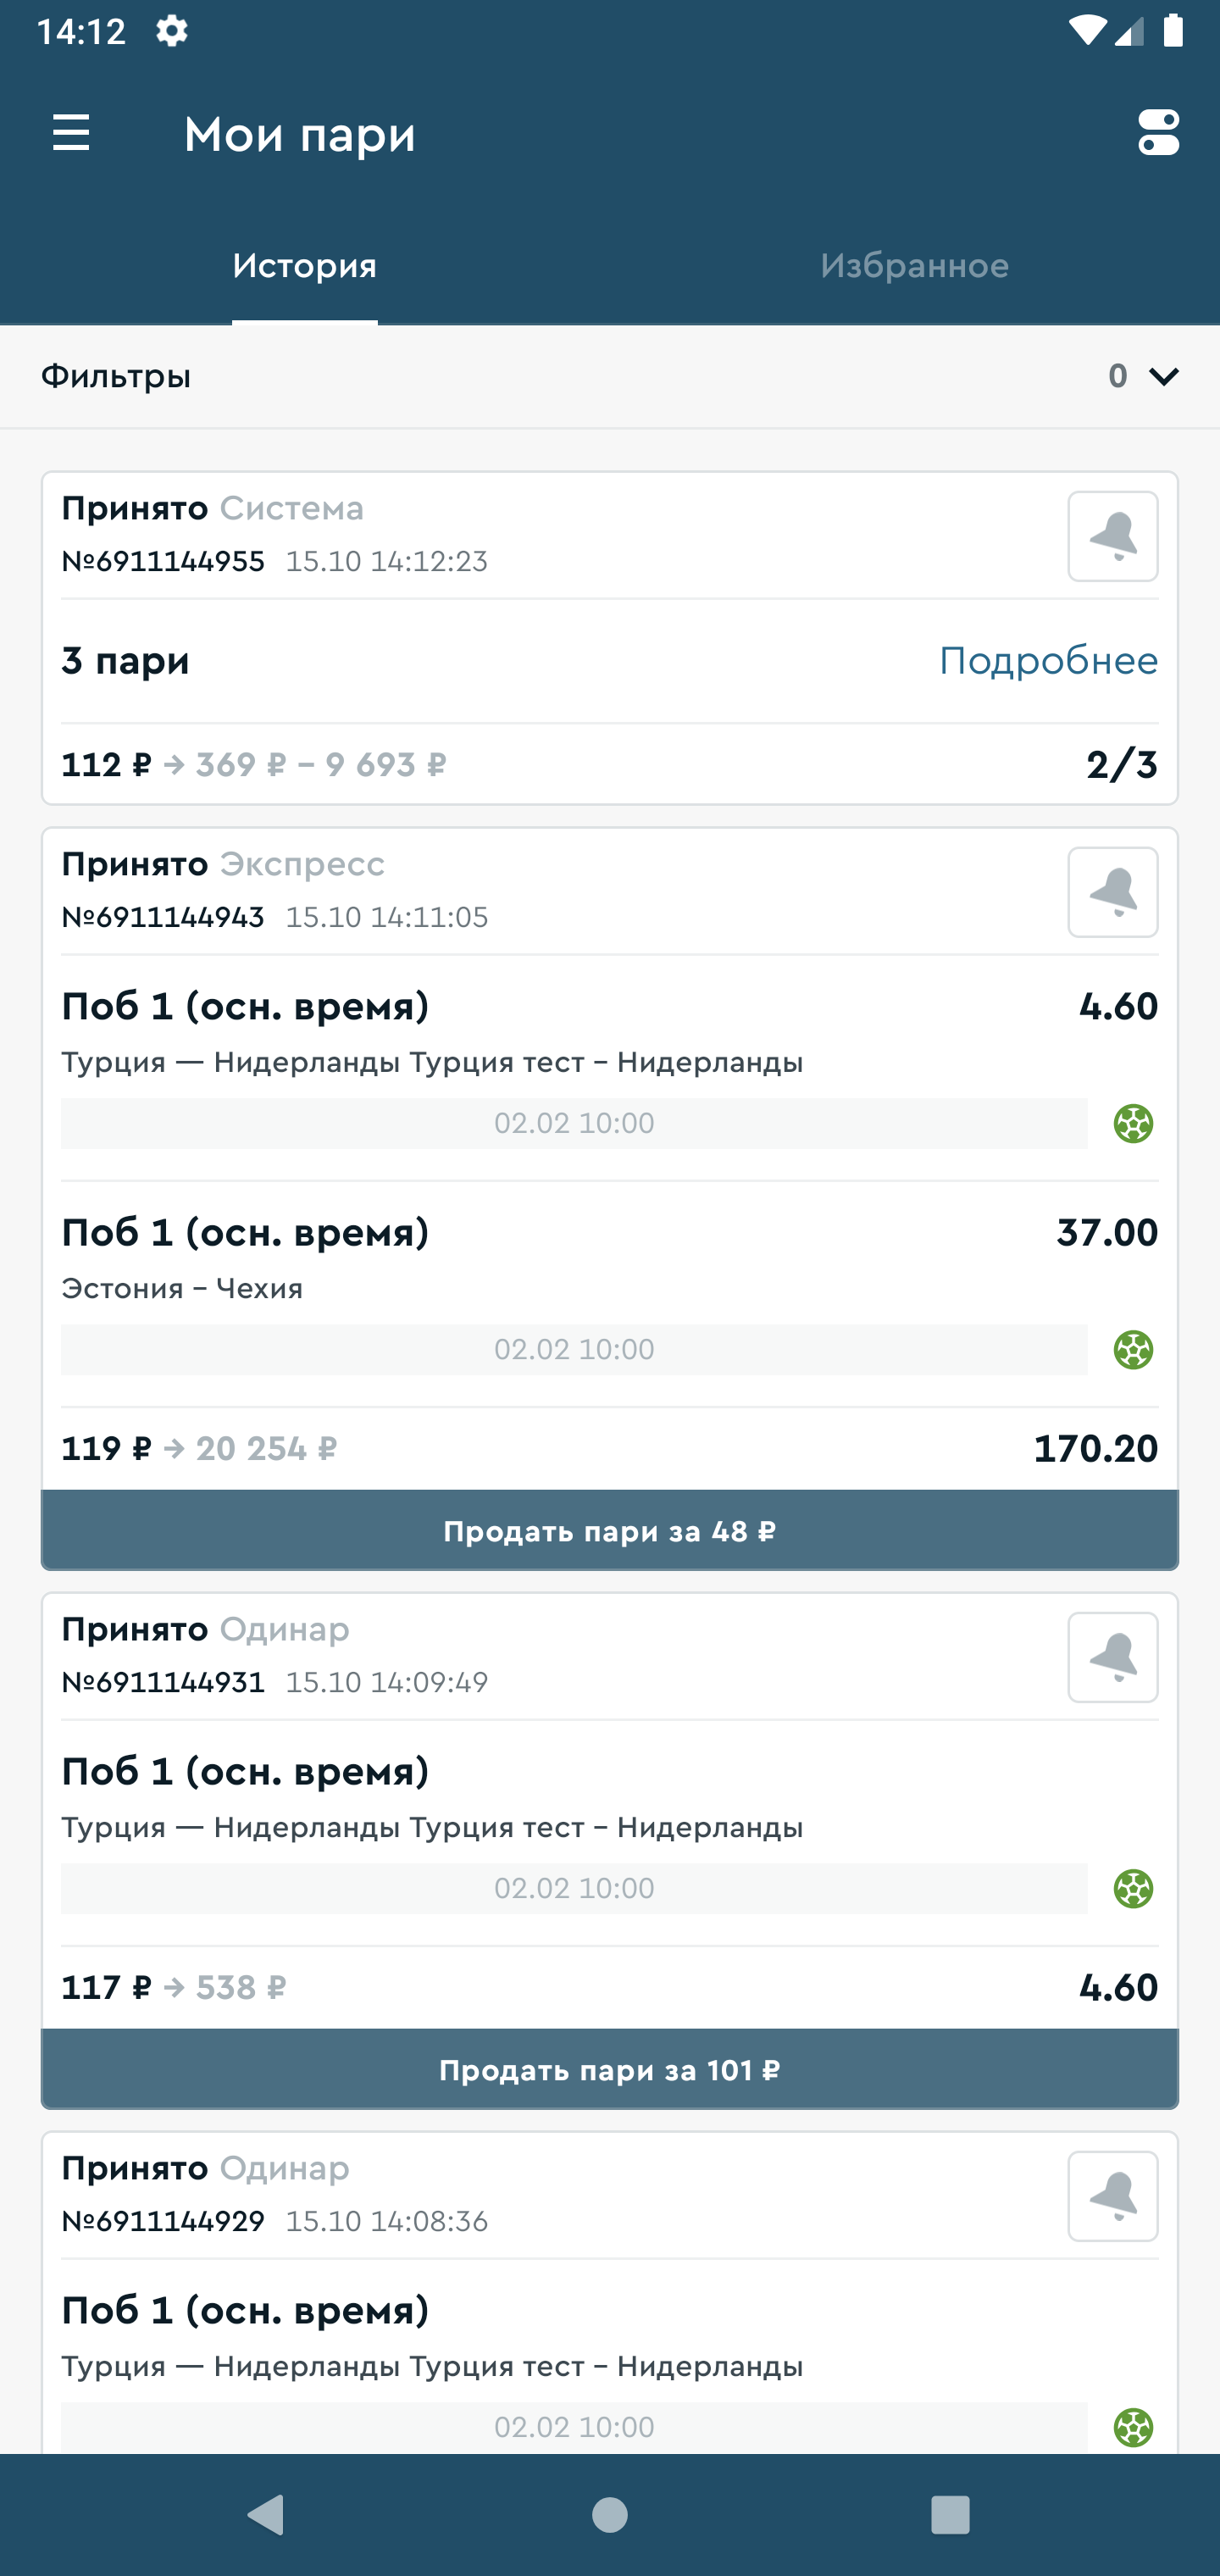 14:12
Мои пари
История
Избранное
Фильтры 0
Принято Система
№6911144955 15.10 14:12:23
3 пари Подробнее
112 ₽ → 369 ₽ – 9 693 ₽ 2/3
Принято Экспресс
№6911144943 15.10 14:11:05
Поб 1 (осн. время) 4.60
Турция — Нидерланды Турция тест – Нидерланды
02.02 10:00
Поб 1 (осн. время) 37.00
Эстония – Чехия
02.02 10:00
119 ₽ → 20 254 ₽ 170.20
Продать пари за 48 ₽
Принято Одинар
№6911144931 15.10 14:09:49
Поб 1 (осн. время)
Турция — Нидерланды Турция тест – Нидерланды
02.02 10:00
117 ₽ → 538 ₽ 4.60
Продать пари за 101 ₽
Принято Одинар
№6911144929 15.10 14:08:36
Поб 1 (осн. время)
Турция — Нидерланды Турция тест – Нидерланды
02.02 10:00